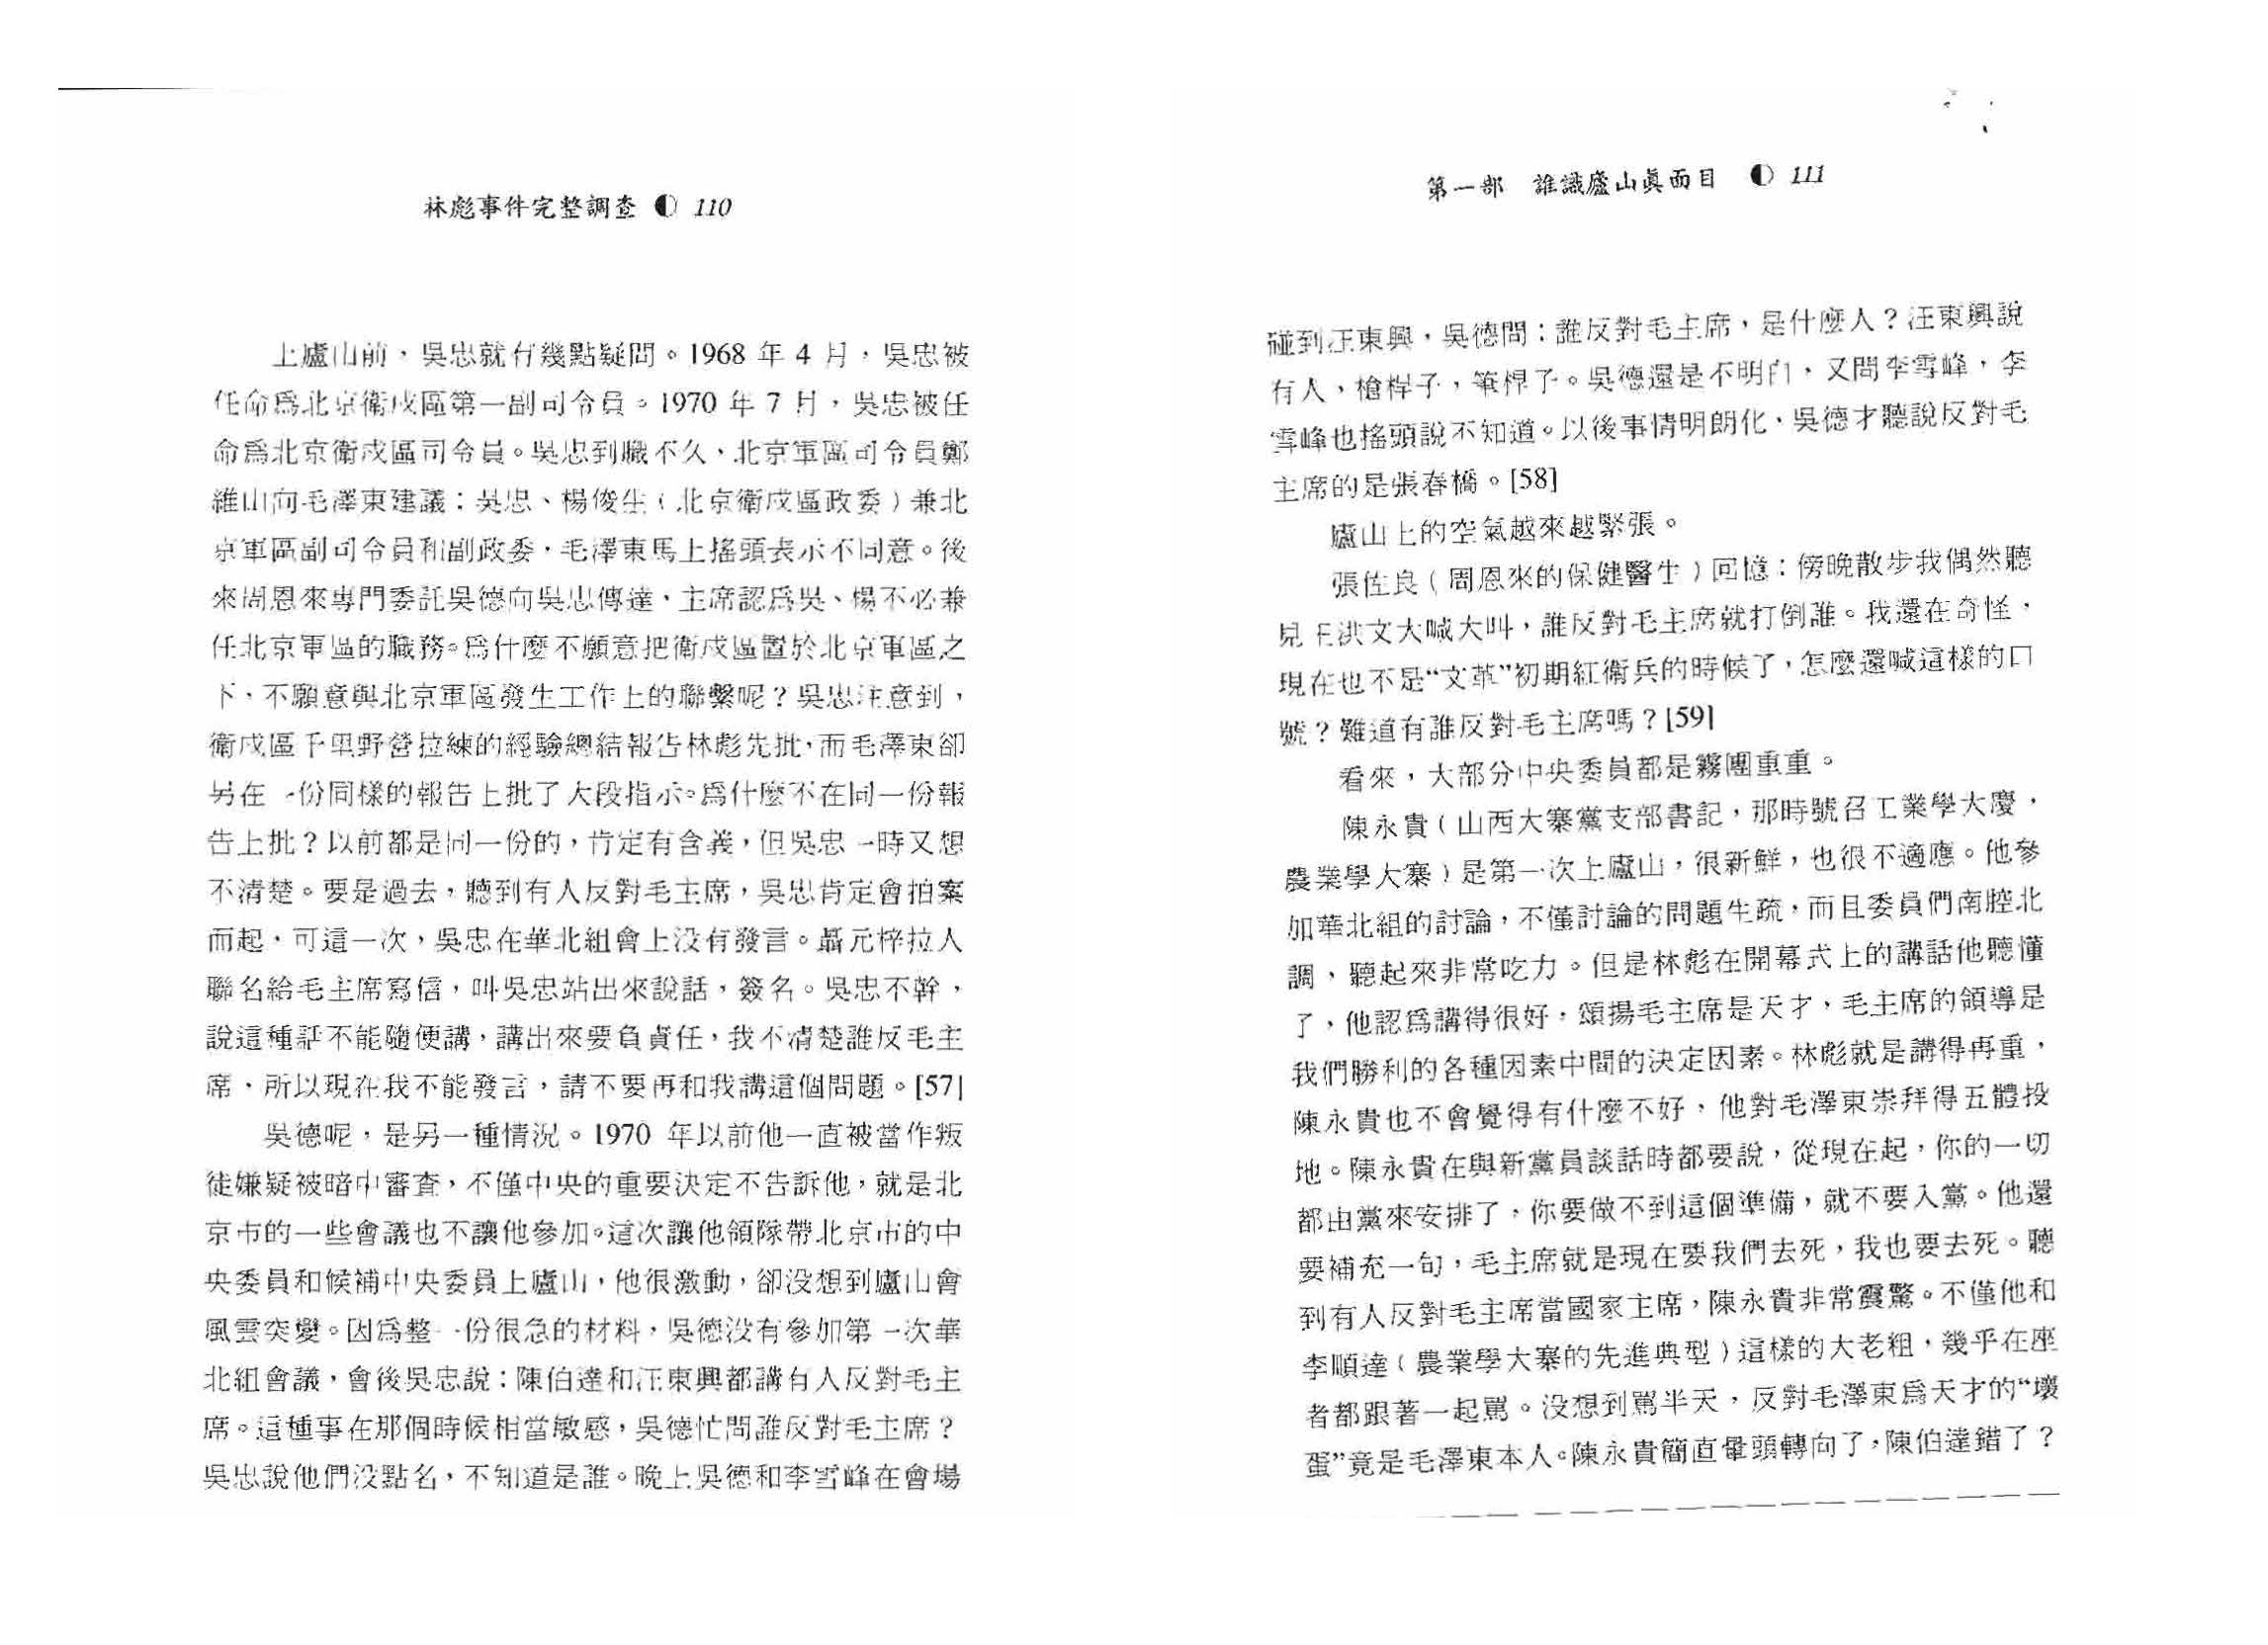 林彪事件完整調查 110
上廬山前，吳忠就有幾點疑問。1968 年 4 月，吳忠被
任命爲北京衛戍區第一副司令員。1970 年 7 月，吳忠被任
命爲北京衛戍區司令員。吳忠到職不久，北京軍區司令員鄭
維山向毛澤東建議：吳忠、楊俊生（北京衛戍區政委）兼北
京軍區副司令員和副政委，毛澤東馬上搖頭表示不同意。後
來周恩來專門委託吳德向吳忠傳達，主席認爲吳、楊不必兼
任北京軍區的職務。爲什麼不願意把衛戍區置於北京軍區之
下，不願意與北京軍區發生工作上的聯繫呢？吳忠注意到，
衛戍區千里野營拉練的經驗總結報告林彪先批，而毛澤東卻
另在一份同樣的報告上批了大段指示。爲什麼不在同一份報
告上批？以前都是同一份的，肯定有含義，但吳忠一時又想
不清楚。要是過去，聽到有人反對毛主席，吳忠肯定會拍案
而起，可這一次，吳忠在華北組會上没有發言。聶元梓拉人
聯名給毛主席寫信，叫吳忠站出來說話，簽名。吳忠不幹，
說這種話不能隨便講，講出來要負責任，我不清楚誰反毛主
席，所以現在我不能發言，請不要再和我講這個問題。[57]
吳德呢，是另一種情況。1970 年以前他一直被當作叛
徒嫌疑被暗中審查，不僅中央的重要決定不告訴他，就是北
京市的一些會議也不讓他參加。這次讓他領隊帶北京市的中
央委員和候補中央委員上廬山，他很激動，卻没想到廬山會
風雲突變。因爲整一份很急的材料，吳德没有參加第一次華
北組會議，會後吳忠說：陳伯達和汪東興都講有人反對毛主
席。這種事在那個時候相當敏感，吳德忙問誰反對毛主席？
吳忠說他們没點名，不知道是誰。晚上吳德和李雪峰在會場
第一部 誰識廬山眞面目 111
碰到汪東興，吳德問：誰反對毛主席，是什麼人？汪東興說
有人，槍桿子，筆桿子。吳德還是不明白，又問李雪峰，李
雪峰也搖頭說不知道。以後事情明朗化，吳德才聽說反對毛
主席的是張春橋。[58]
廬山上的空氣越來越緊張。
張佐良（周恩來的保健醫生）回憶：傍晚散步我偶然聽
見王洪文大喊大叫，誰反對毛主席就打倒誰。我還在奇怪，
現在也不是“文革”初期紅衛兵的時候了，怎麼還喊這樣的口
號？難道有誰反對毛主席嗎？[59]
看來，大部分中央委員都是霧團重重。
陳永貴（山西大寨黨支部書記，那時號召工業學大慶，
農業學大寨）是第一次上廬山，很新鮮，也很不適應。他參
加華北組的討論，不僅討論的問題生疏，而且委員們南腔北
調，聽起來非常吃力。但是林彪在開幕式上的講話他聽懂
了，他認爲講得很好，頌揚毛主席是天才，毛主席的領導是
我們勝利的各種因素中間的決定因素。林彪就是講得再重，
陳永貴也不會覺得有什麼不好，他對毛澤東崇拜得五體投
地。陳永貴在與新黨員談話時都要說，從現在起，你的一切
都由黨來安排了，你要做不到這個準備，就不要入黨。他還
要補充一句，毛主席就是現在要我們去死，我也要去死。聽
到有人反對毛主席當國家主席，陳永貴非常震驚。不僅他和
李順達（農業學大寨的先進典型）這樣的大老粗，幾乎在座
者都跟著一起罵。没想到罵半天，反對毛澤東爲天才的“壞
蛋”竟是毛澤東本人。陳永貴簡直暈頭轉向了，陳伯達錯了？